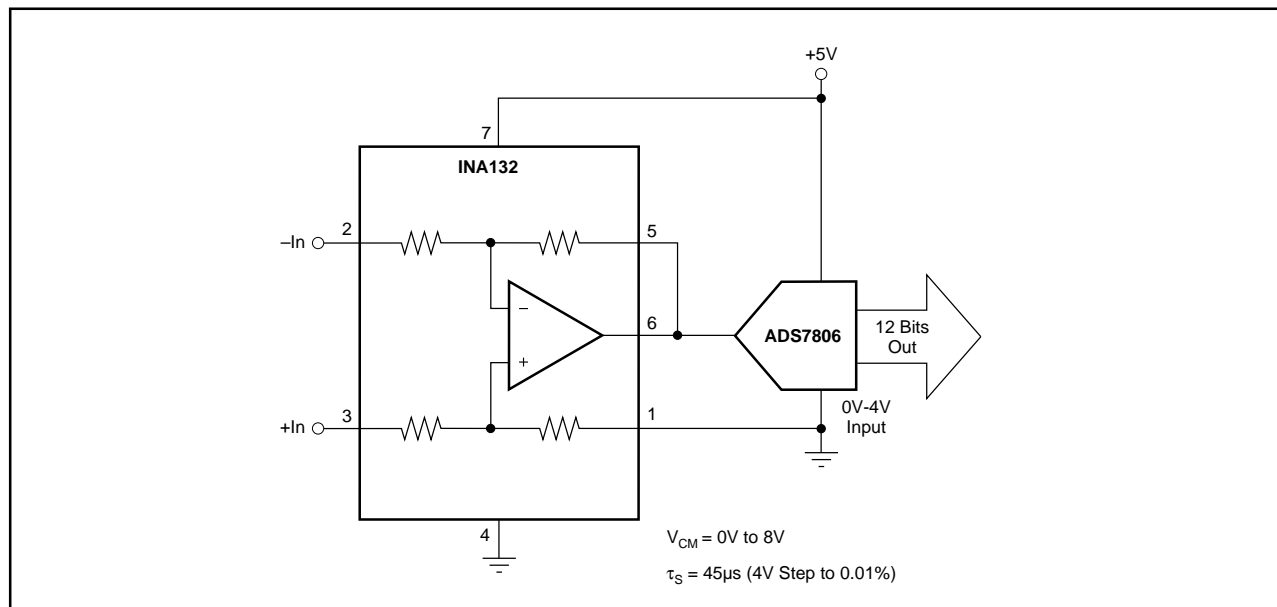 +5V
7
INA132
2
–In
5
–
6
+
ADS7806
12 Bits
Out
3
+In
1
0V-4V
Input
4
V_CM = 0V to 8V
τ_S = 45µs (4V Step to 0.01%)